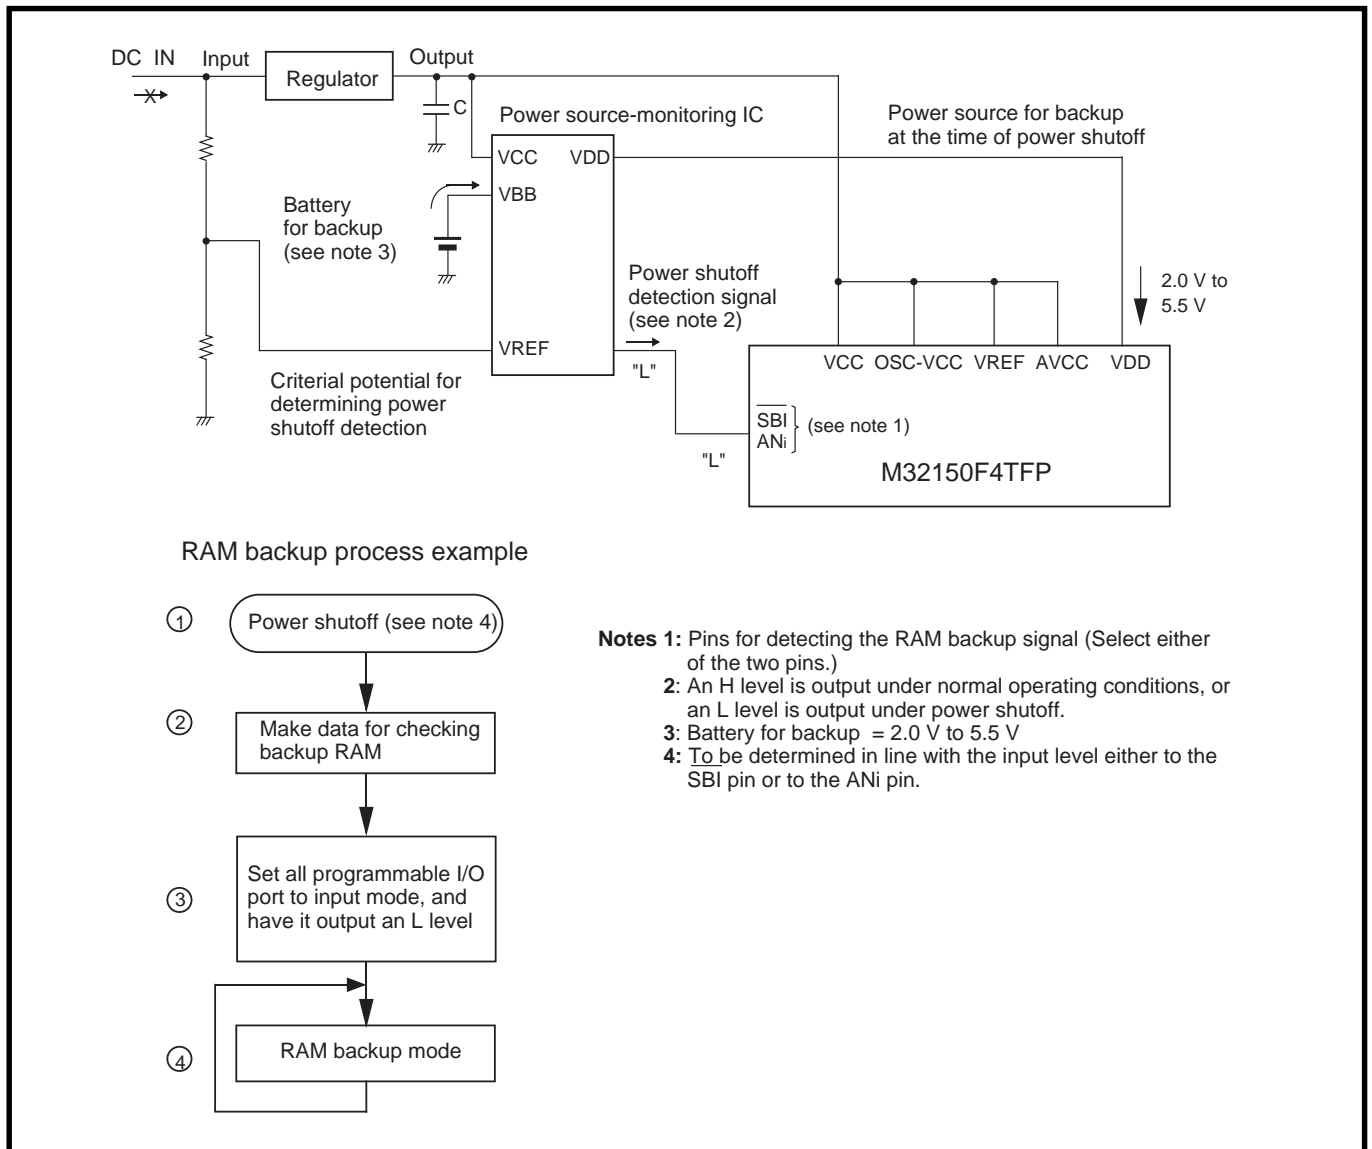 DC IN
Input
Regulator
Output
C
Power source-monitoring IC
Power source for backup
at the time of power shutoff
VCC VDD
VBB
Battery
for backup
(see note 3)
Power shutoff
detection signal
(see note 2)
2.0 V to
5.5 V
VREF
"L"
VCC OSC-VCC VREF AVCC VDD
Criterial potential for
determining power
shutoff detection
SBI
ANi
(see note 1)
"L"
M32150F4TFP
RAM backup process example
1
Power shutoff (see note 4)
2
Make data for checking
backup RAM
3
Set all programmable I/O
port to input mode, and
have it output an L level
4
RAM backup mode
Notes 1: Pins for detecting the RAM backup signal (Select either
of the two pins.)
2: An H level is output under normal operating conditions, or
an L level is output under power shutoff.
3: Battery for backup = 2.0 V to 5.5 V
4: To be determined in line with the input level either to the
SBI pin or to the ANi pin.